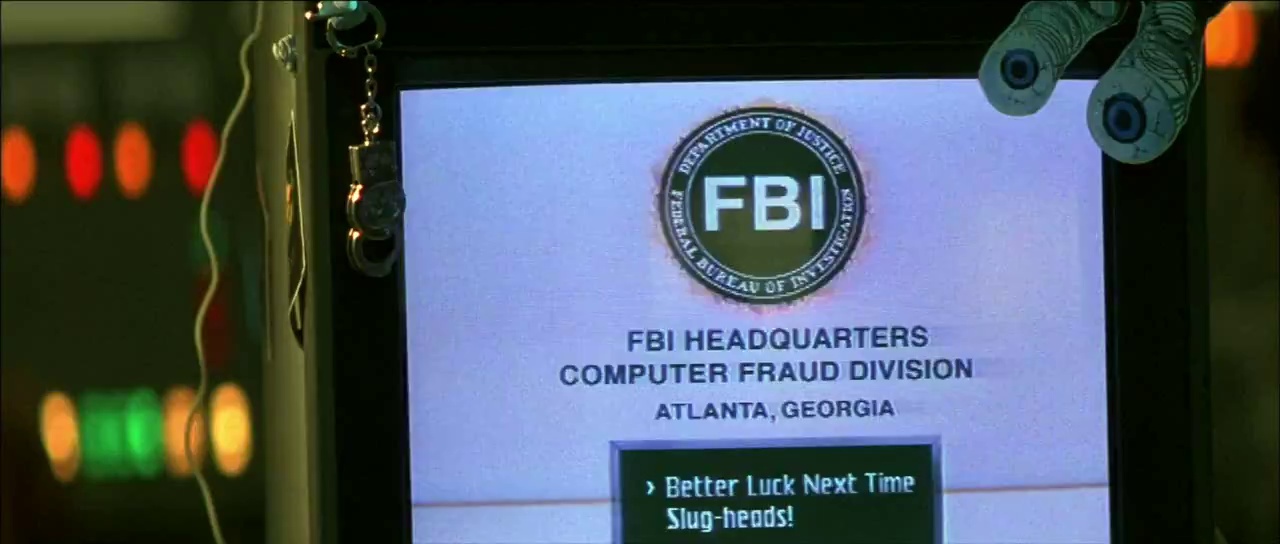 DEPARTMENT OF JUSTICE
FBI
FEDERAL BUREAU OF INVESTIGATION
FBI HEADQUARTERS
COMPUTER FRAUD DIVISION
ATLANTA, GEORGIA
› Better Luck Next Time
Slug-heads!